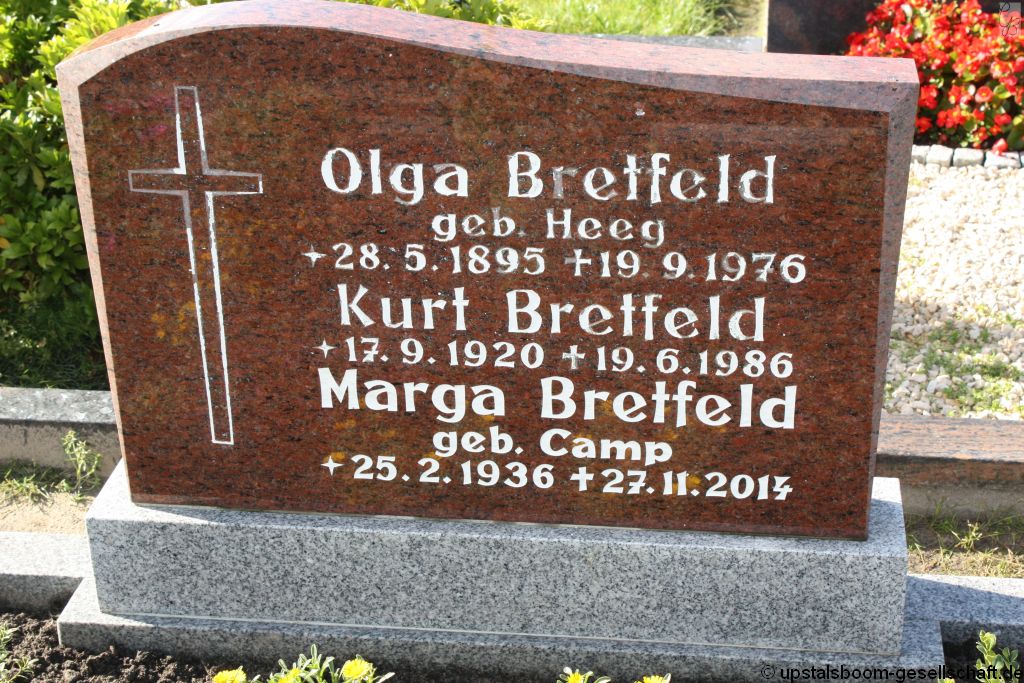 Olga Bretfeld
geb. Heeg
✦28.5.1895 ✝19.9.1976
Kurt Bretfeld
✦17.9.1920 ✝19.6.1986
Marga Bretfeld
geb. Camp
✦25.2.1936 ✝27.11.2014
© upstalsboom-gesellschaft.de